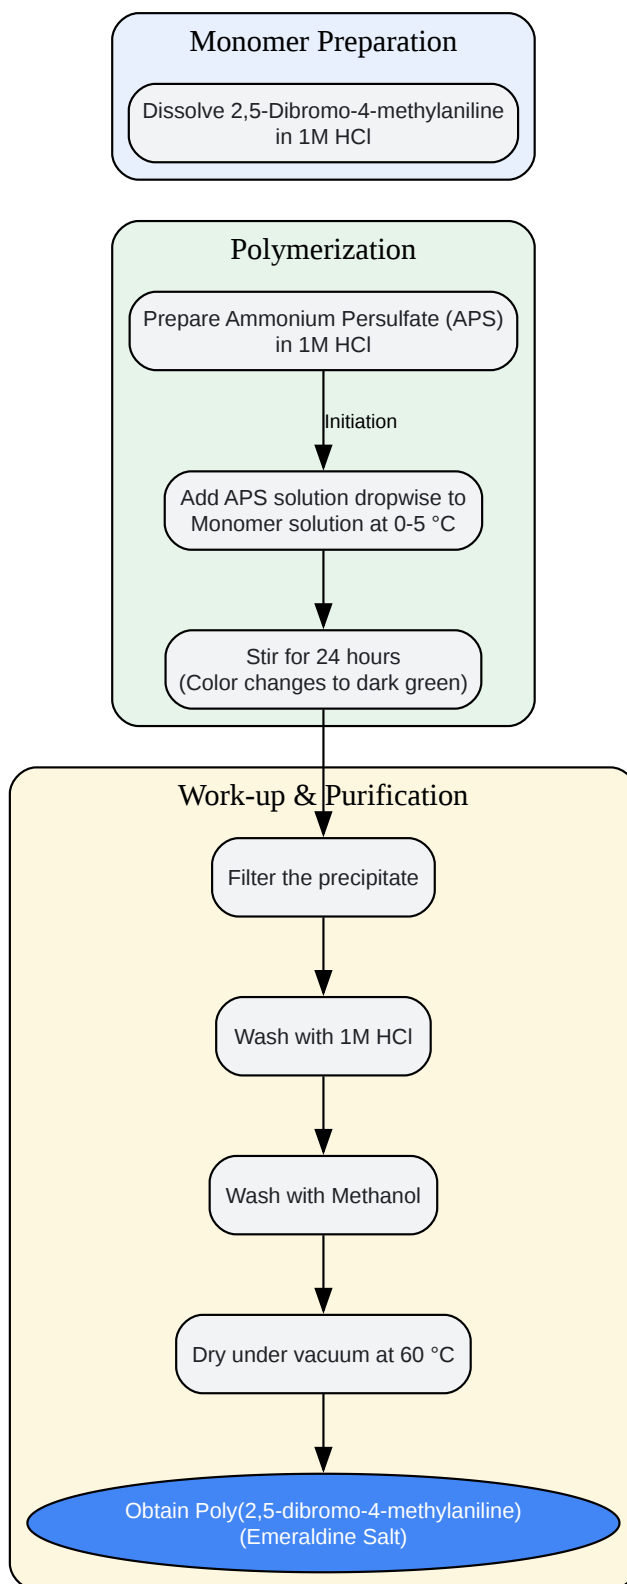 Monomer Preparation
Dissolve 2,5-Dibromo-4-methylaniline
in 1M HCl
Polymerization
Prepare Ammonium Persulfate (APS)
in 1M HCl
Initiation
Add APS solution dropwise to
Monomer solution at 0-5 °C
Stir for 24 hours
(Color changes to dark green)
Work-up & Purification
Filter the precipitate
Wash with 1M HCl
Wash with Methanol
Dry under vacuum at 60 °C
Obtain Poly(2,5-dibromo-4-methylaniline)
(Emeraldine Salt)